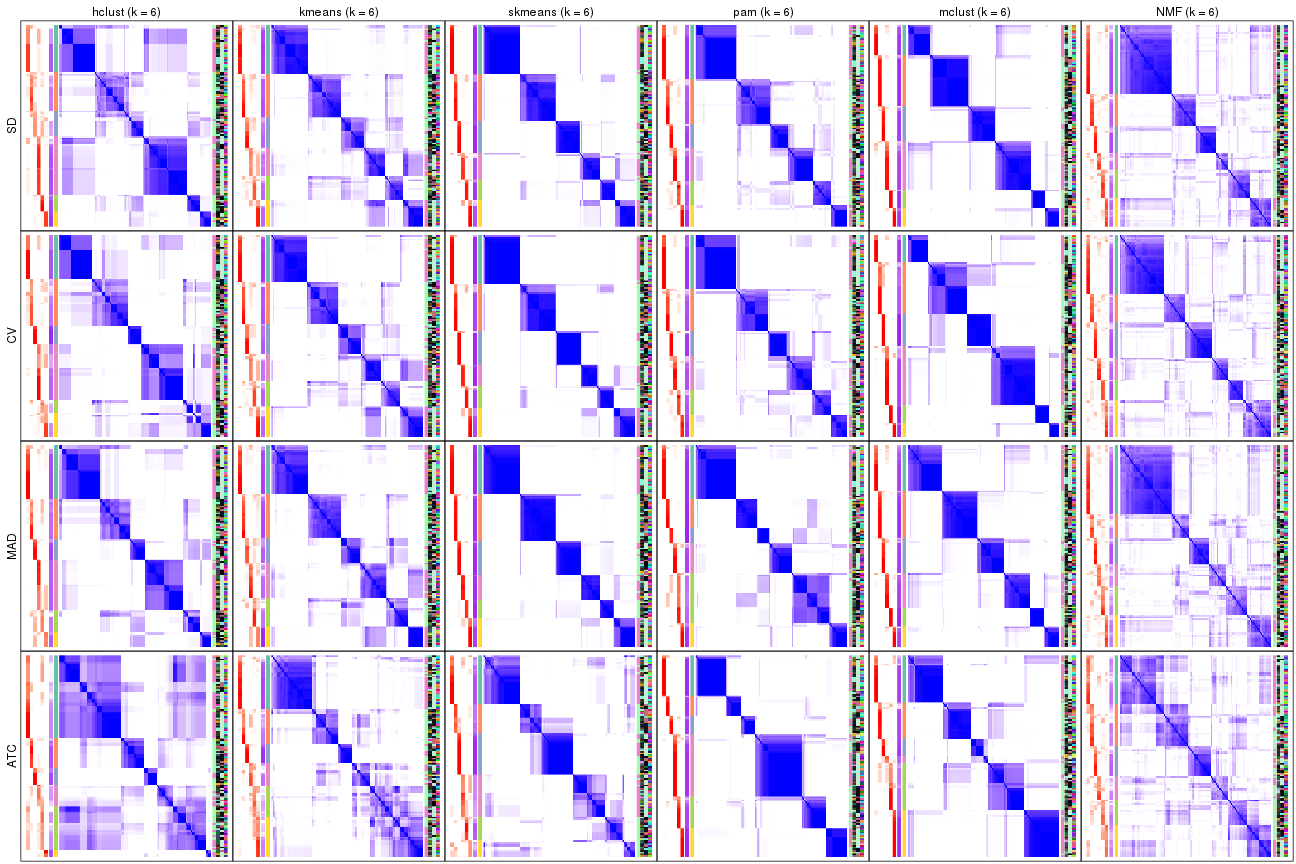 hclust (k = 6) kmeans (k = 6) skmeans (k = 6) pam (k = 6) mclust (k = 6) NMF (k = 6)
SD
CV
MAD
ATC